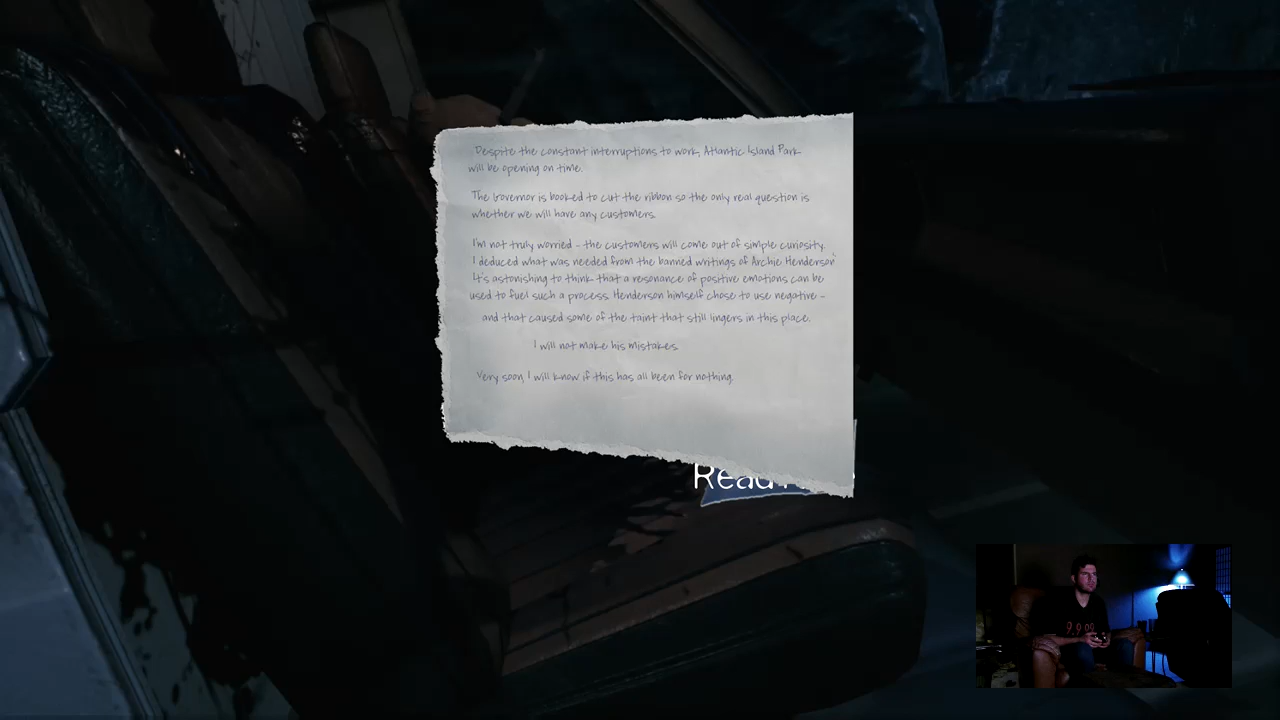 Despite the constant interruptions to work, Atlantic Island Park
will be opening on time.
The Governor is booked to cut the ribbon so the only real question is
whether we will have any customers.
I'm not truly worried - the customers will come out of simple curiosity.
I deduced what was needed from the banned writings of Archie Henderson.
It's astonishing to think that a resonance of positive emotions can be
used to fuel such a process. Henderson himself chose to use negative -
and that caused some of the taint that still lingers in this place.
I will not make his mistakes.
Very soon, I will know if this has all been for nothing.
Read